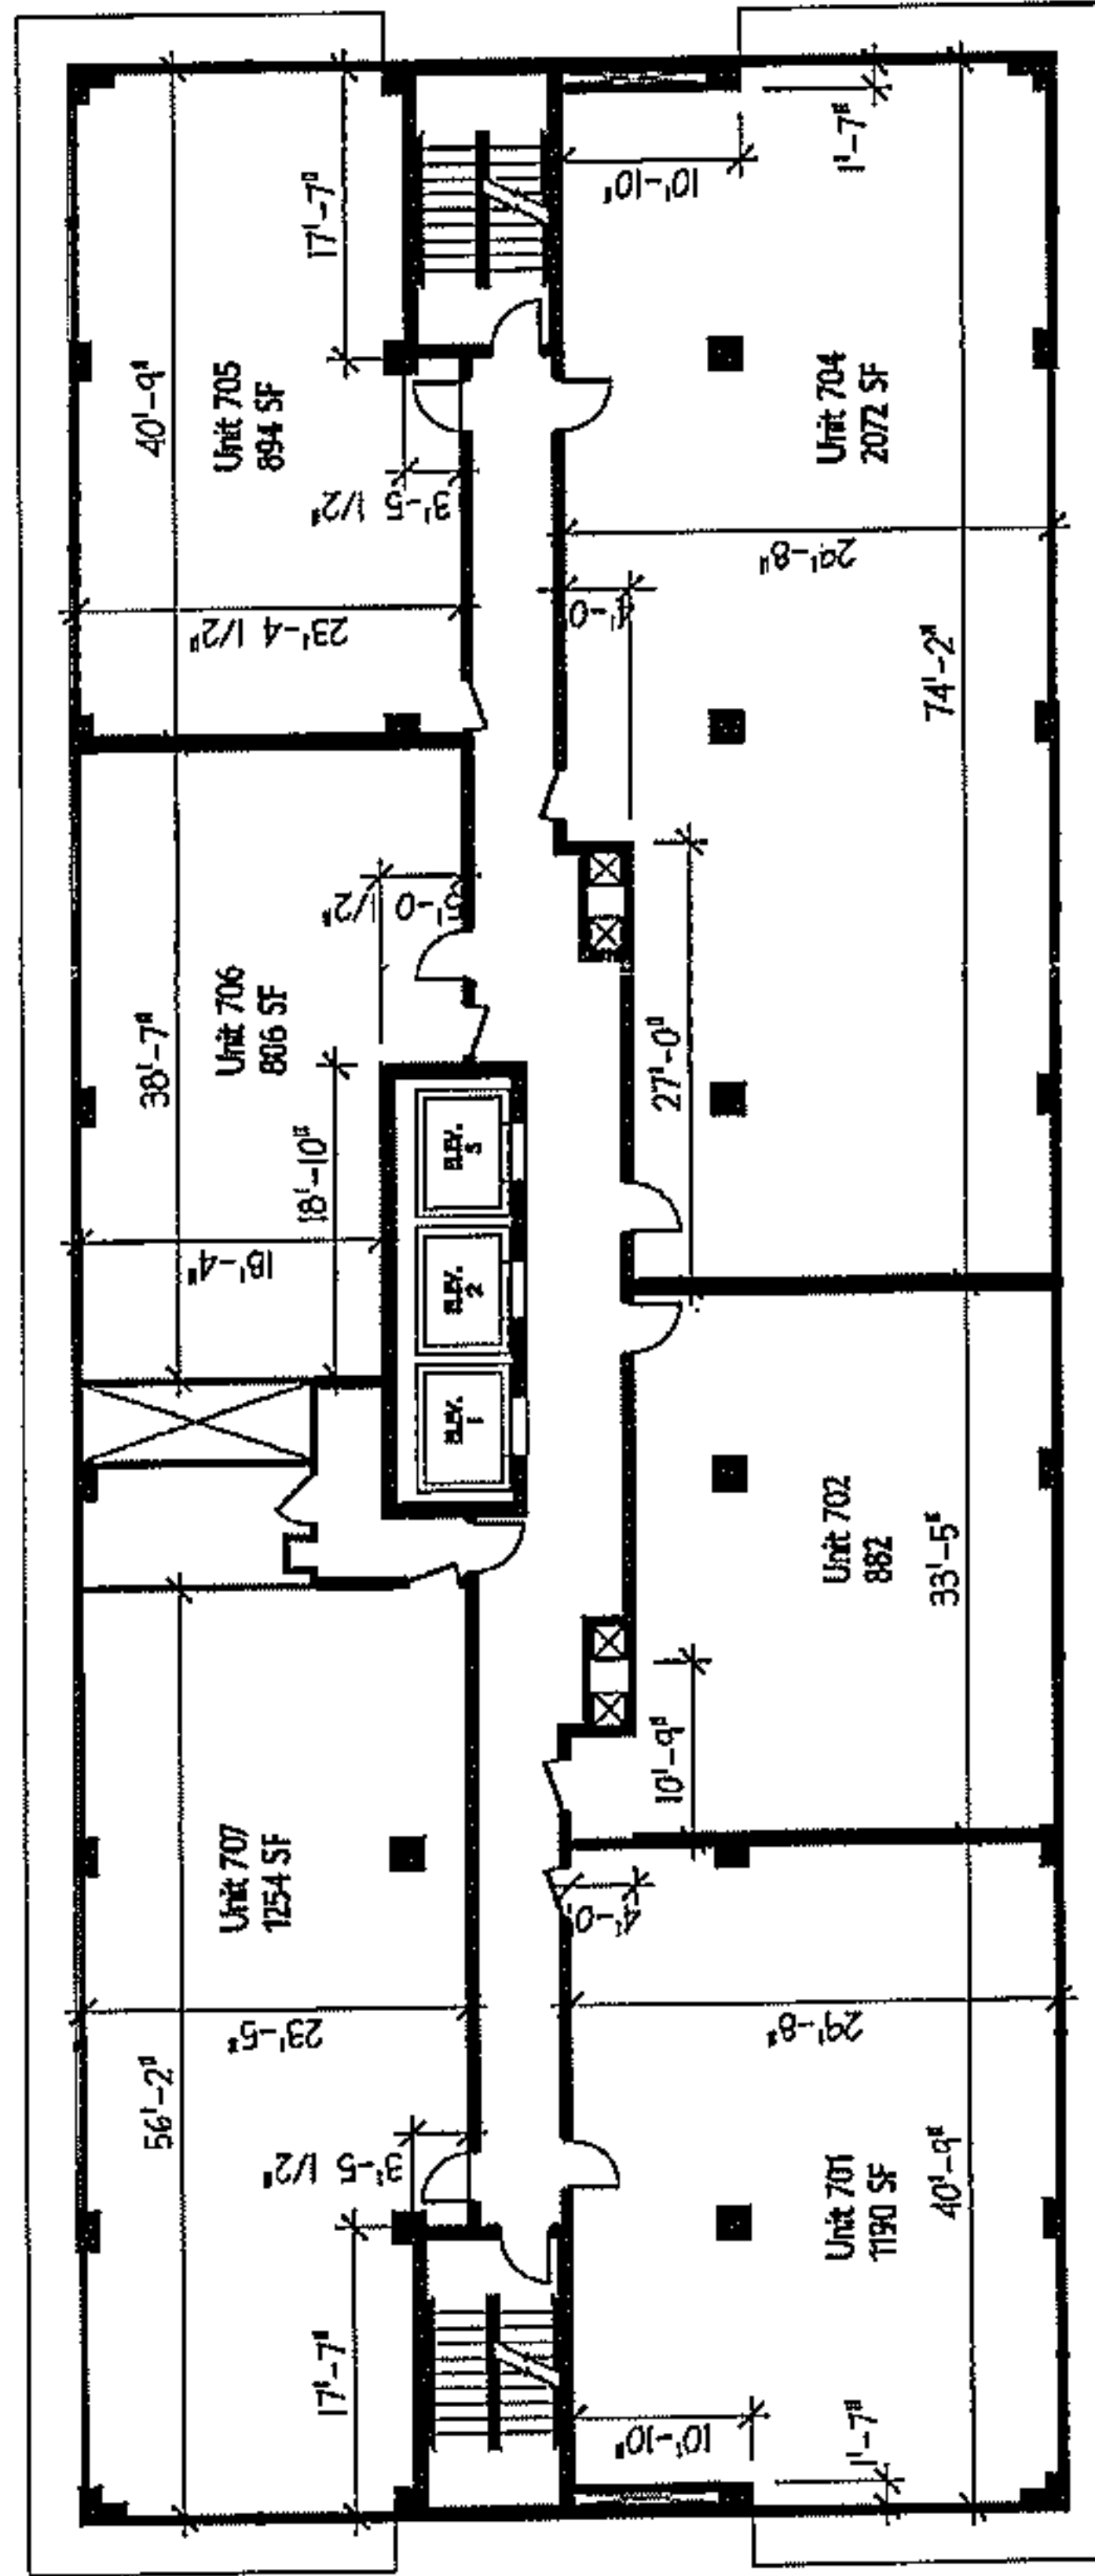 40'-9"
17'-7"
Unit 705
894 SF
3'-5 1/2"
23'-4 1/2"
10'-10"
1'-7"
Unit 704
2072 SF
29'-8"
4'-0"
74'-2"
27'-0"
38'-7"
Unit 706
806 SF
3'-0 1/2"
18'-10"
18'-4"
ELEV.
3
ELEV.
2
ELEV.
1
Unit 702
882
33'-5"
10'-9"
4'-0"
Unit 707
1254 SF
23'-5"
56'-2"
3'-5 1/2"
17'-7"
29'-8"
Unit 701
1190 SF
40'-9"
10'-10"
1'-7"